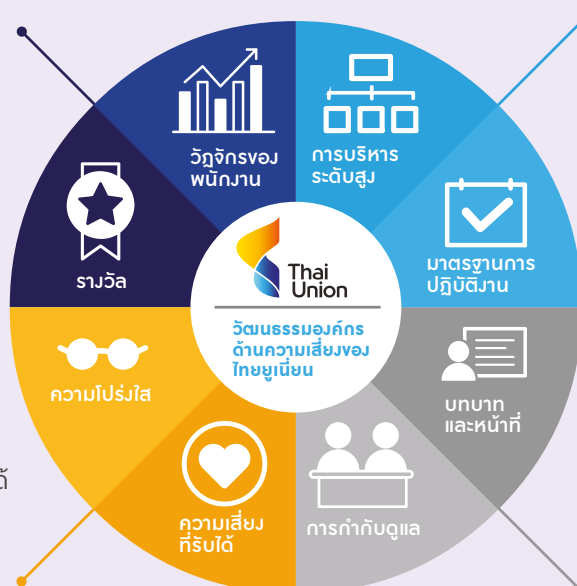 วัฎจักรของ
พนักงาน
การบริหาร
ระดับสูง
รางวัล
มาตรฐานการ
ปฏิบัติงาน
Thai
Union
วัฒนธรรมองค์กร
ด้านความเสี่ยงของ
ไทยยูเนี่ยน
ความโปร่งใส
บทบาท
และหน้าที่
ความเสี่ยง
ที่รับได้
การกำกับดูแล